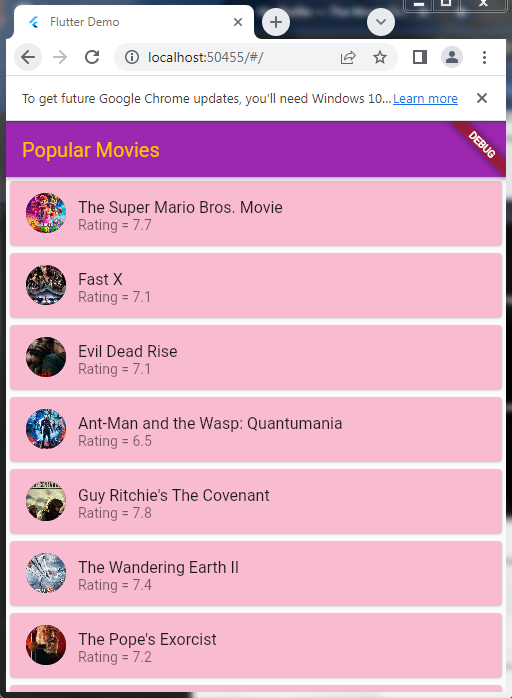 Flutter Demo
localhost:50455/#/
To get future Google Chrome updates, you'll need Windows 10... Learn more
Popular Movies
DEBUG
The Super Mario Bros. Movie
Rating = 7.7
Fast X
Rating = 7.1
Evil Dead Rise
Rating = 7.1
Ant-Man and the Wasp: Quantumania
Rating = 6.5
Guy Ritchie's The Covenant
Rating = 7.8
The Wandering Earth II
Rating = 7.4
The Pope's Exorcist
Rating = 7.2